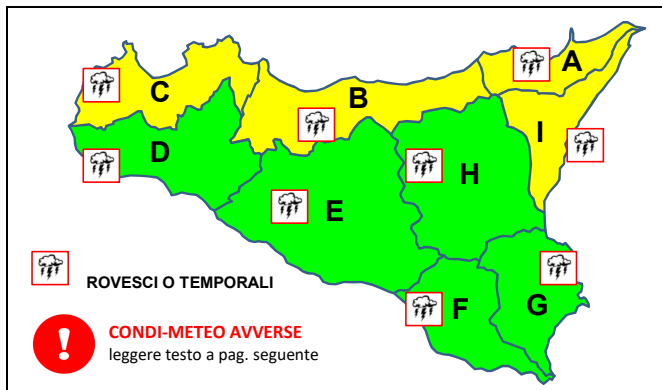 A
C
B
I
D
H
E
F
G
ROVESCI O TEMPORALI
!
CONDI-METEO AVVERSE
leggere testo a pag. seguente